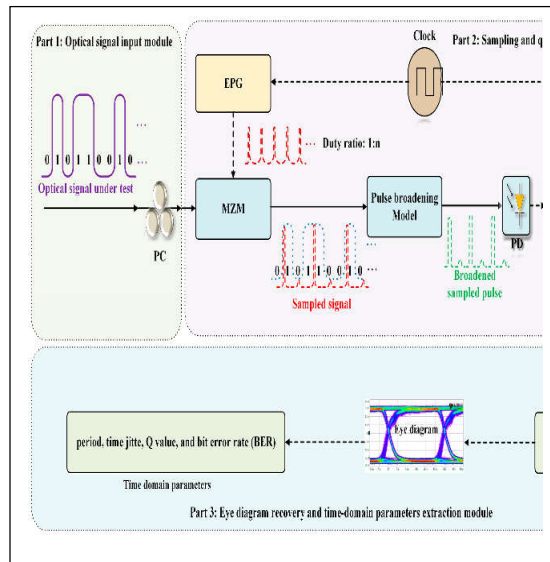 Part 1: Optical signal input module
Clock
Part 2: Sampling and q
EPG
Duty ratio: 1:n
0 1 0 1 1 0 0 1 0 ...
Optical signal under test
PC
MZM
Pulse broadening
Model
PD
0 1 0 1 1 0 0 1 0 ...
Sampled signal
Broadened
sampled pulse
period, time jitte, Q value, and bit error rate (BER)
Eye diagram
Time domain parameters
Part 3: Eye diagram recovery and time-domain parameters extraction module